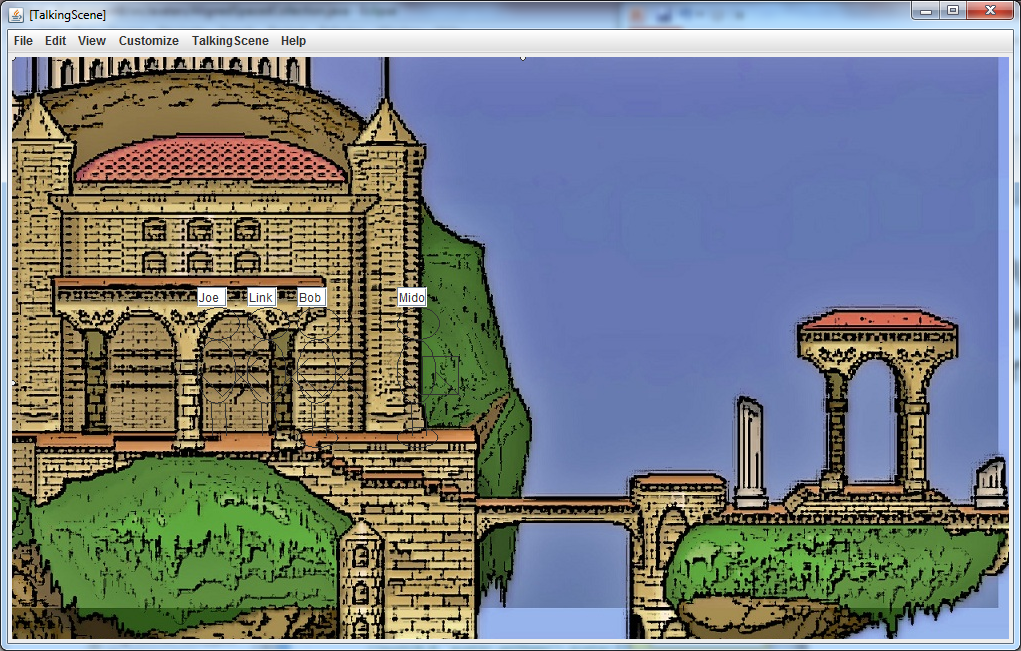 [TalkingScene]
File Edit View Customize TalkingScene Help
Joe Link Bob Mido